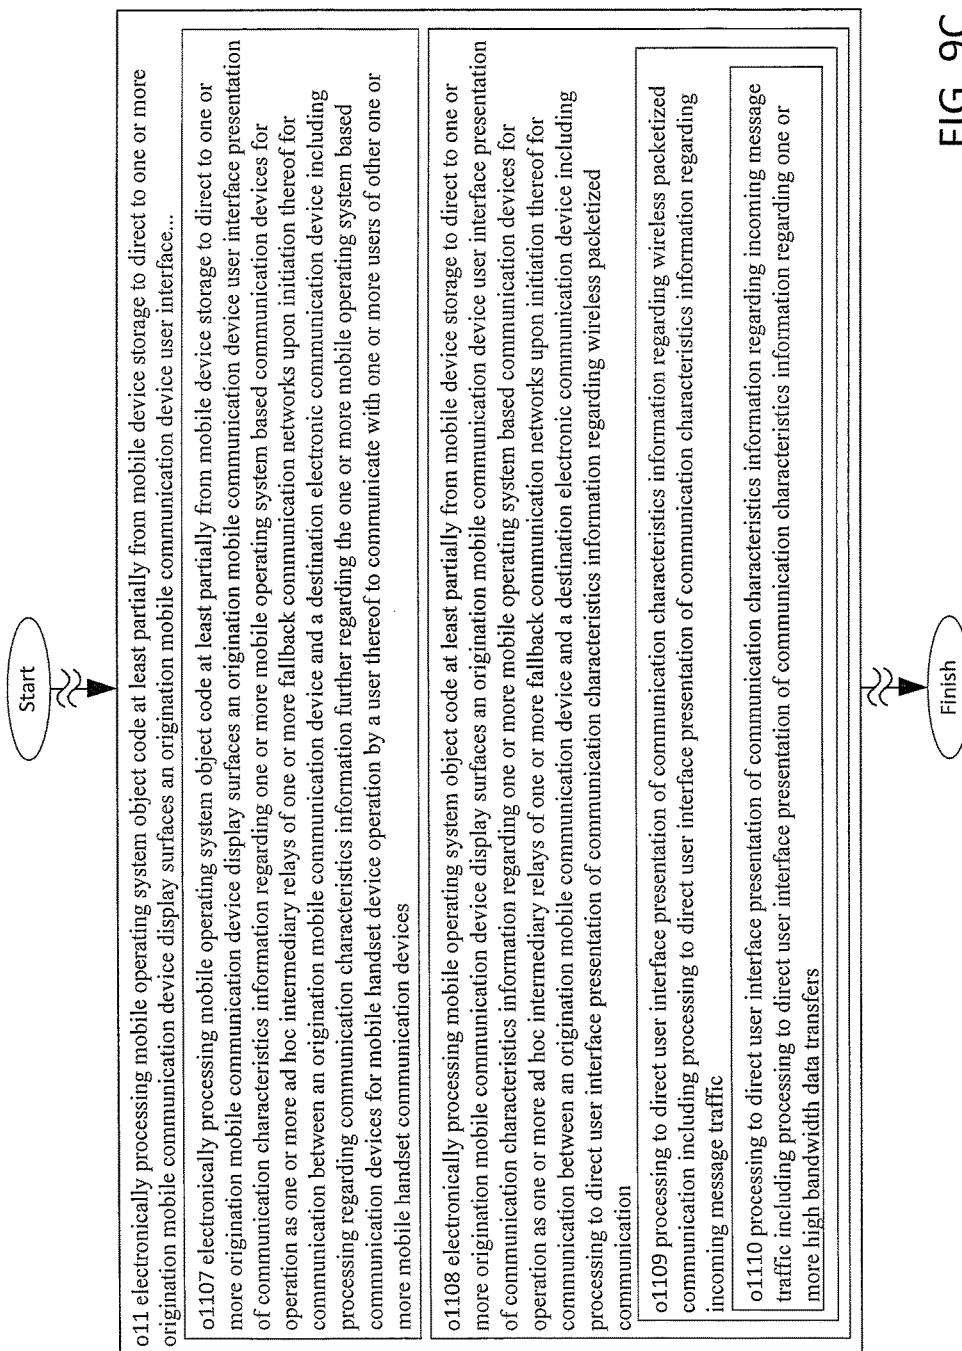 Start
o11 electronically processing mobile operating system object code at least partially from mobile device storage to direct to one or more
origination mobile communication device display surfaces an origination mobile communication device user interface...
o1107 electronically processing mobile operating system object code at least partially from mobile device storage to direct to one or
more origination mobile communication device display surfaces an origination mobile communication device user interface presentation
of communication characteristics information regarding one or more mobile operating system based communication devices for
operation as one or more ad hoc intermediary relays of one or more fallback communication networks upon initiation thereof for
communication between an origination mobile communication device and a destination electronic communication device including
processing regarding communication characteristics information further regarding the one or more mobile operating system based
communication devices for mobile handset device operation by a user thereof to communicate with one or more users of other one or
more mobile handset communication devices
o1108 electronically processing mobile operating system object code at least partially from mobile device storage to direct to one or
more origination mobile communication device display surfaces an origination mobile communication device user interface presentation
of communication characteristics information regarding one or more mobile operating system based communication devices for
operation as one or more ad hoc intermediary relays of one or more fallback communication networks upon initiation thereof for
communication between an origination mobile communication device and a destination electronic communication device including
processing to direct user interface presentation of communication characteristics information regarding wireless packetized
communication
o1109 processing to direct user interface presentation of communication characteristics information regarding wireless packetized
communication including processing to direct user interface presentation of communication characteristics information regarding
incoming message traffic
o1110 processing to direct user interface presentation of communication characteristics information regarding incoming message
traffic including processing to direct user interface presentation of communication characteristics information regarding one or
more high bandwidth data transfers
Finish
FIG. 9C